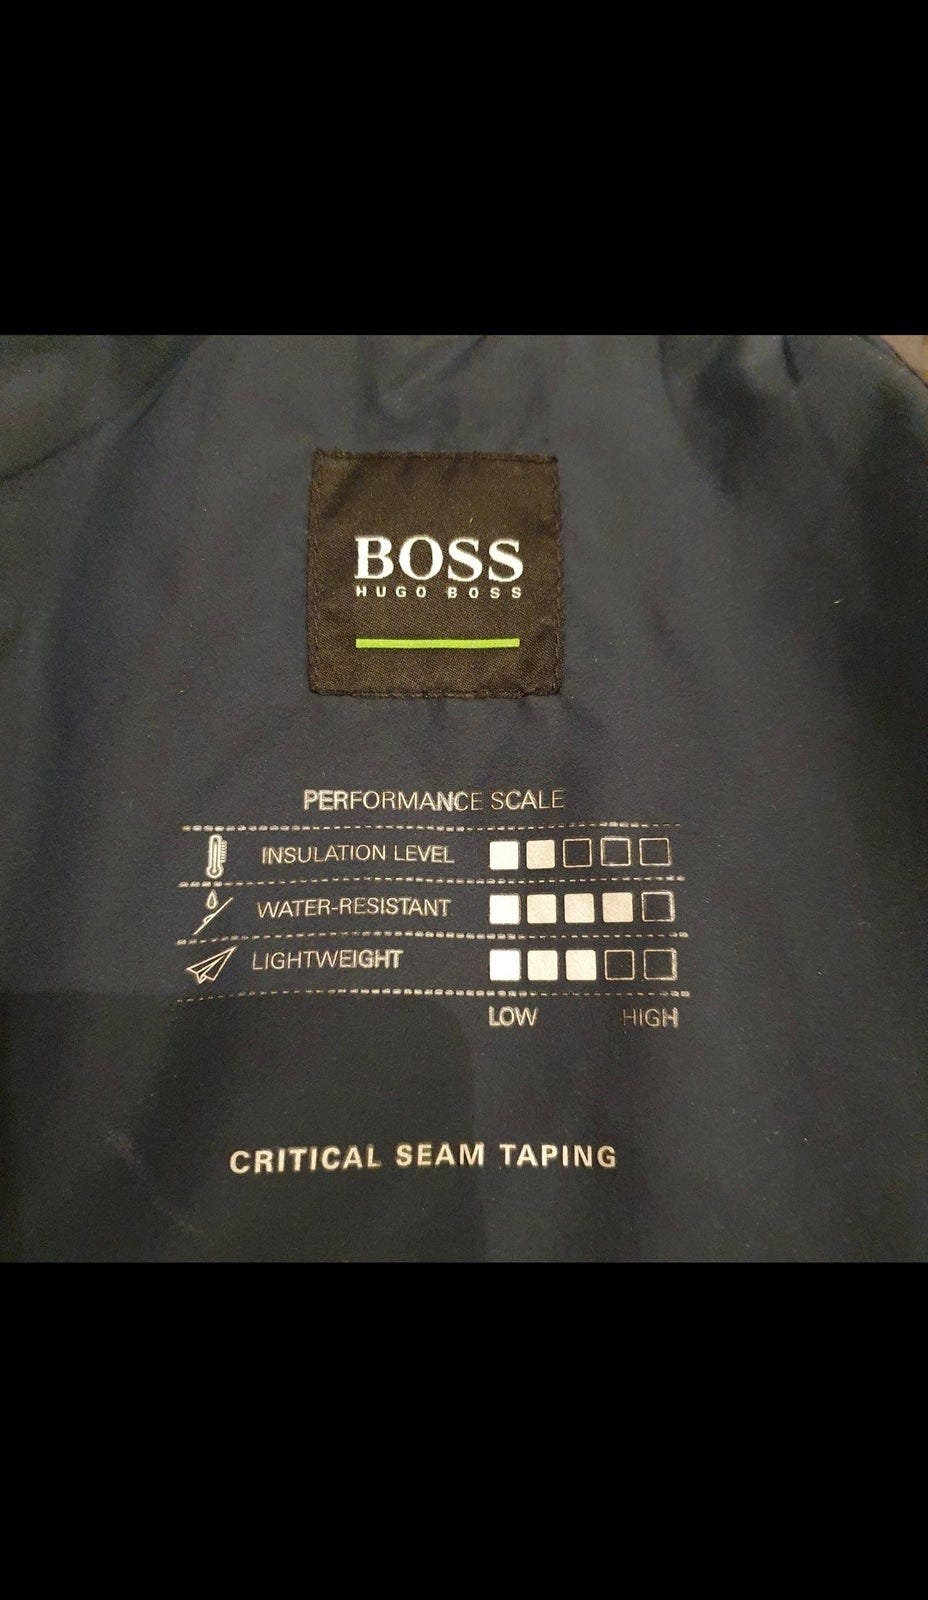 BOSS
HUGO BOSS
PERFORMANCE SCALE
INSULATION LEVEL
WATER-RESISTANT
LIGHTWEIGHT
LOW HIGH
CRITICAL SEAM TAPING